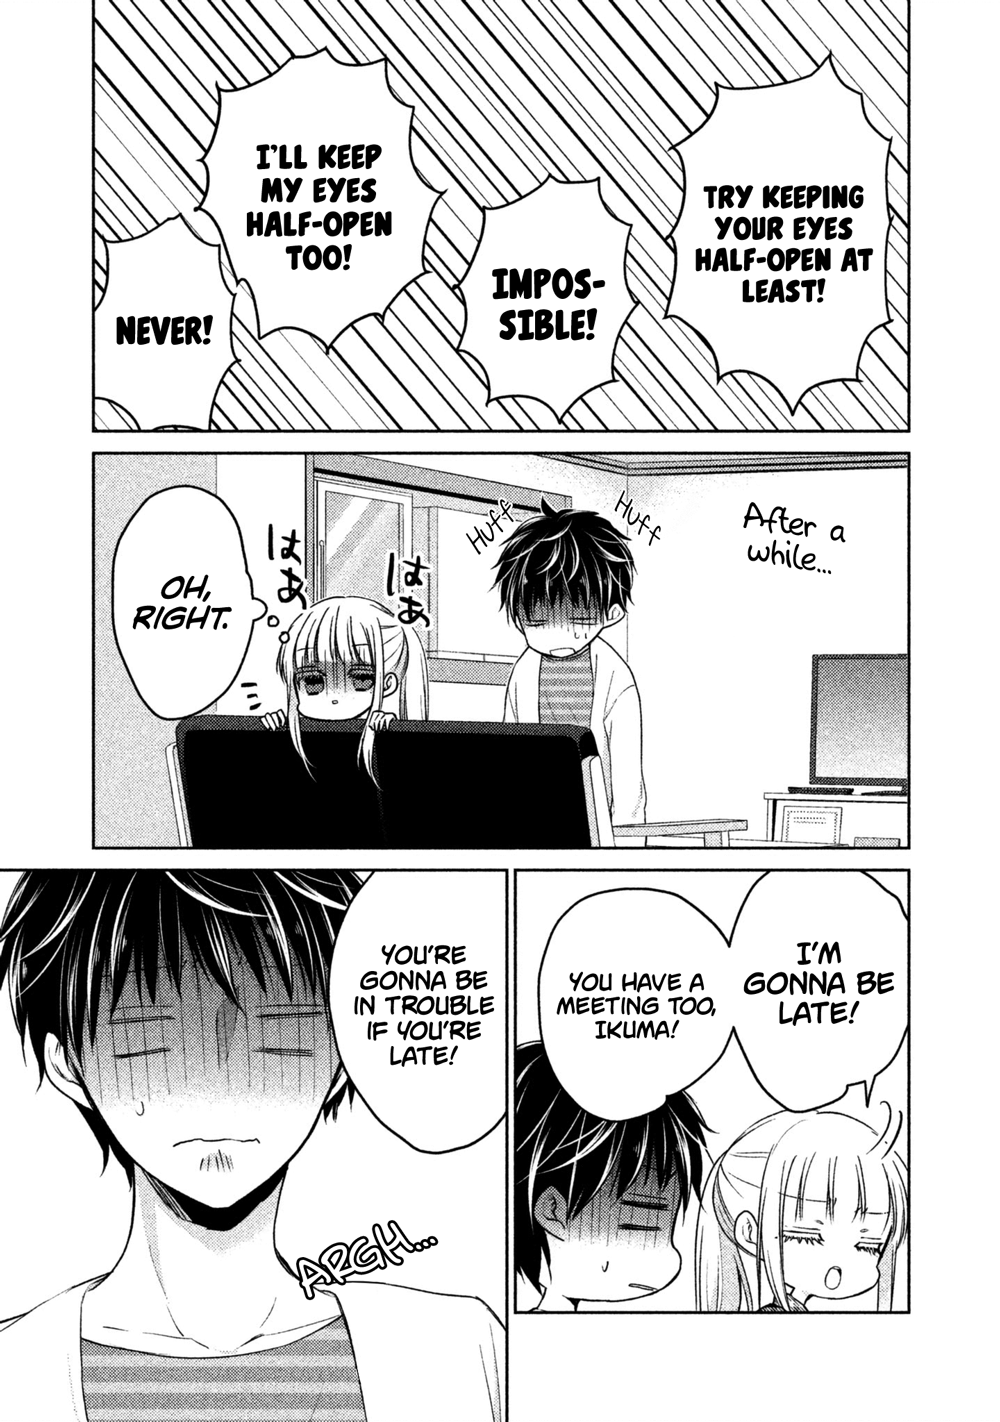 TRY KEEPING
YOUR EYES
HALF-OPEN AT
LEAST!
IMPOS-
SIBLE!
I'LL KEEP
MY EYES
HALF-OPEN
TOO!
NEVER!
After a
while...
Huff
Huff
はぁ
はぁ
OH,
RIGHT.
I'M
GONNA BE
LATE!
YOU HAVE A
MEETING TOO,
IKUMA!
YOU'RE
GONNA BE
IN TROUBLE
IF YOU'RE
LATE!
ARGH...